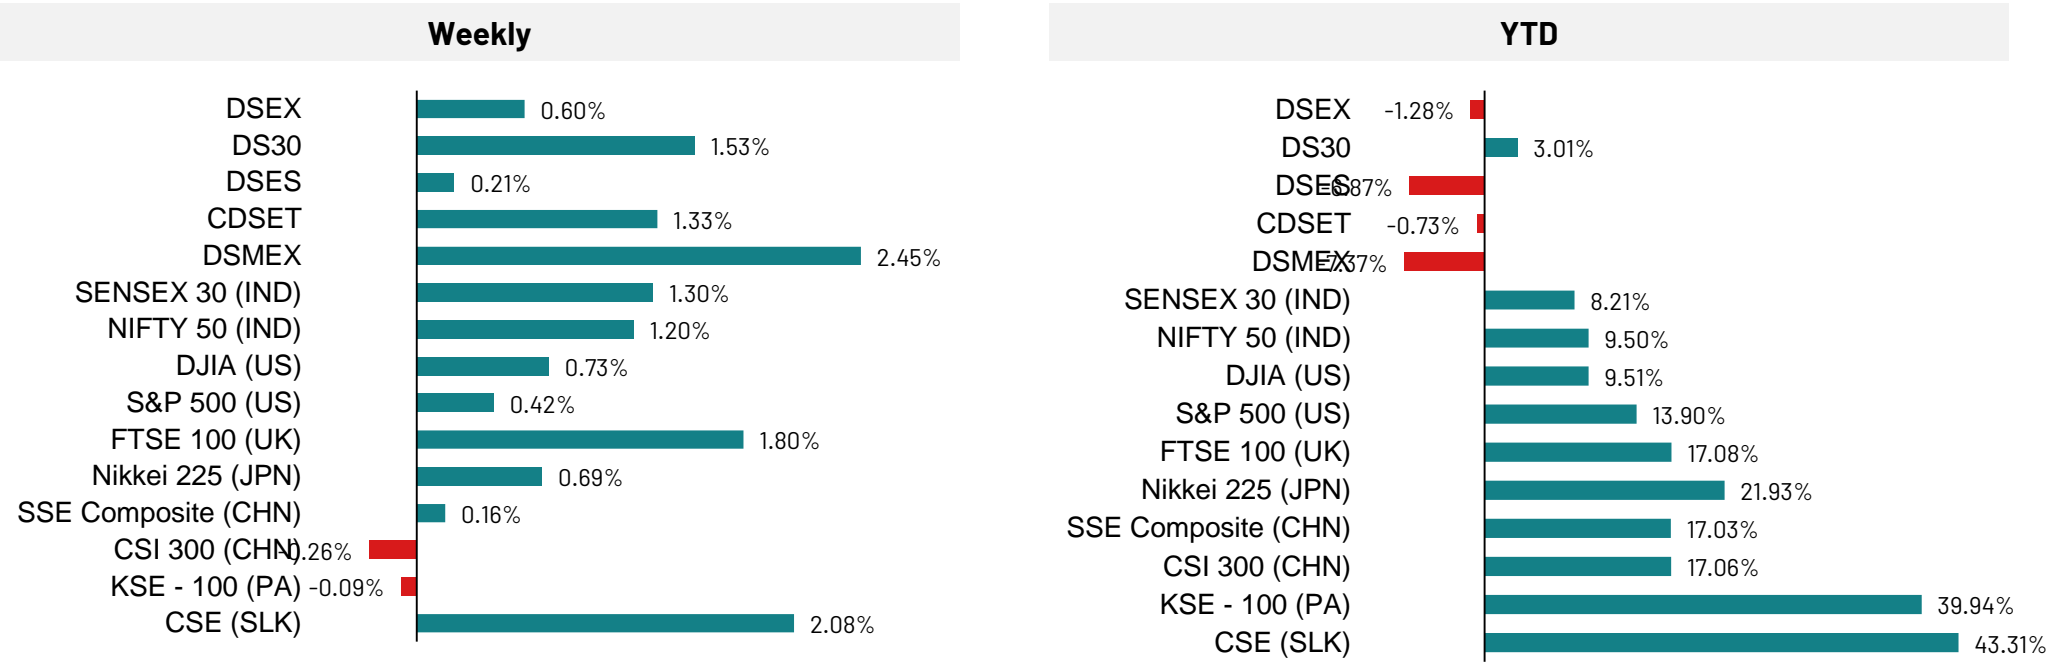 Weekly
DSEX 0.60%
DS30 1.53%
DSES 0.21%
CDSET 1.33%
DSMEX 2.45%
SENSEX 30 (IND) 1.30%
NIFTY 50 (IND) 1.20%
DJIA (US) 0.73%
S&P 500 (US) 0.42%
FTSE 100 (UK) 1.80%
Nikkei 225 (JPN) 0.69%
SSE Composite (CHN) 0.16%
CSI 300 (CHN) -0.26%
KSE - 100 (PA) -0.09%
CSE (SLK) 2.08%
YTD
DSEX -1.28%
DS30 3.01%
DSES -6.87%
CDSET -0.73%
DSMEX -7.37%
SENSEX 30 (IND) 8.21%
NIFTY 50 (IND) 9.50%
DJIA (US) 9.51%
S&P 500 (US) 13.90%
FTSE 100 (UK) 17.08%
Nikkei 225 (JPN) 21.93%
SSE Composite (CHN) 17.03%
CSI 300 (CHN) 17.06%
KSE - 100 (PA) 39.94%
CSE (SLK) 43.31%